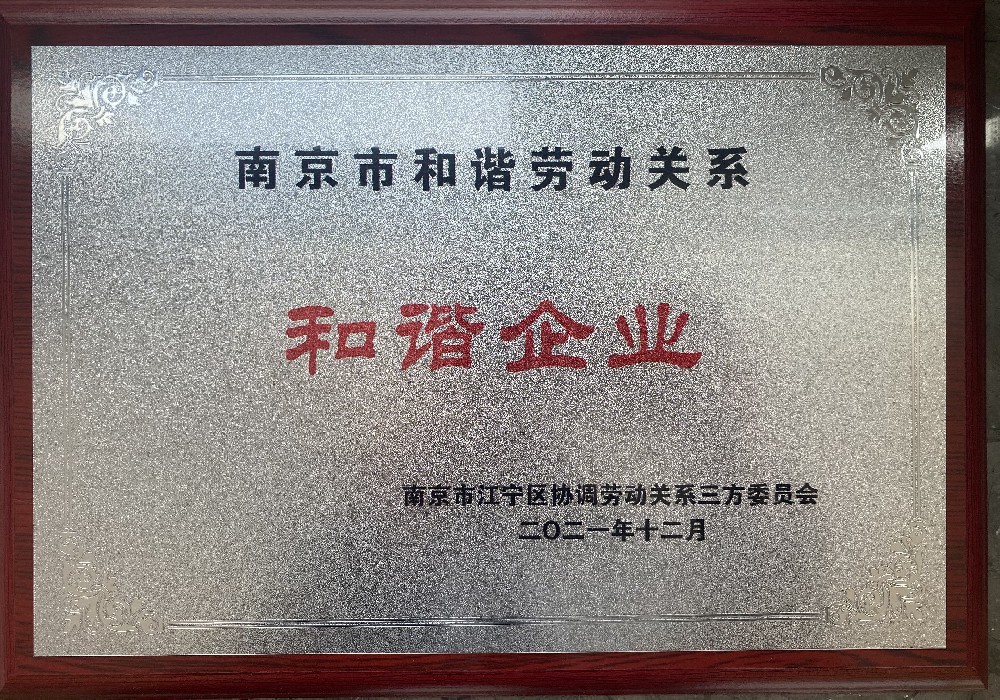 南京市和谐劳动关系
和谐企业
南京市江宁区协调劳动关系三方委员会
二〇二一年十二月